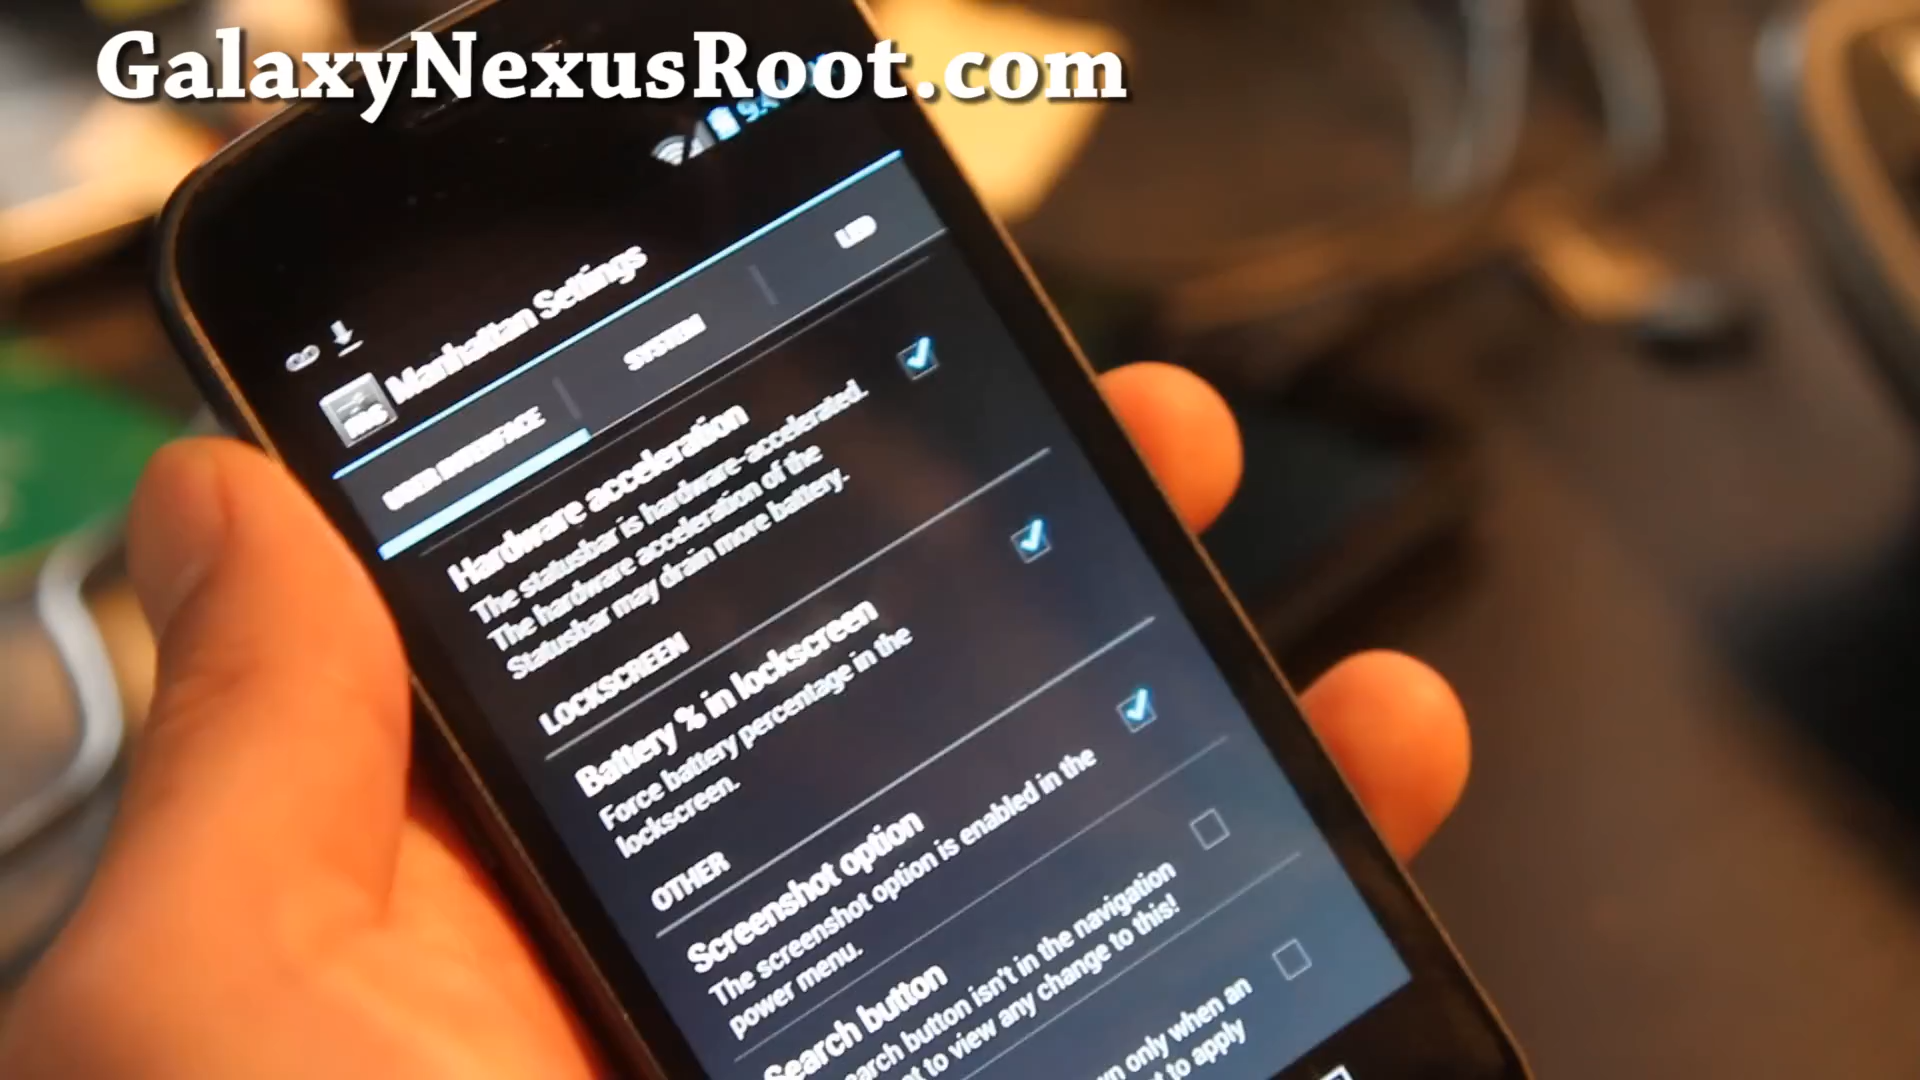 GalaxyNexusRoot.com
Manhattan Settings
USER INTERFACE
SYSTEM
LED
Hardware acceleration
The statusbar is hardware-accelerated.
The hardware acceleration of the
Statusbar may drain more battery.
LOCKSCREEN
Battery % in lockscreen
Force battery percentage in the
lockscreen.
OTHER
Screenshot option
The screenshot option is enabled in the
power menu.
Search button
button isn't in the navigation
to view any change to this!
only when an
to apply